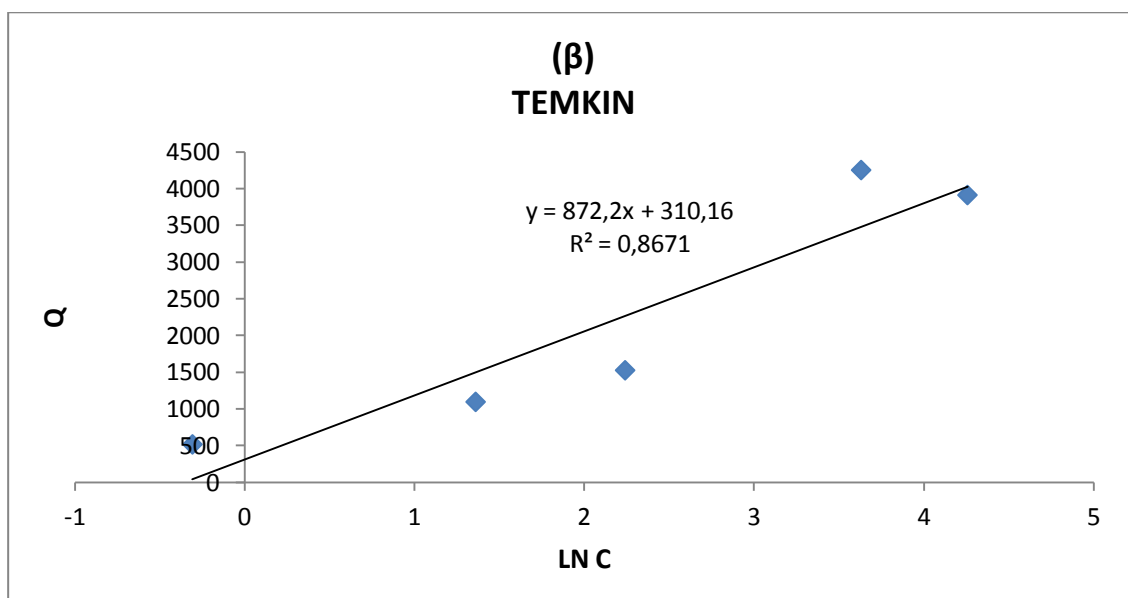 (β)
TEMKIN
4500
4000
3500
3000
2500
2000
1500
1000
500
0
y = 872,2x + 310,16
R² = 0,8671
Q
-1 0 1 2 3 4 5
LN C